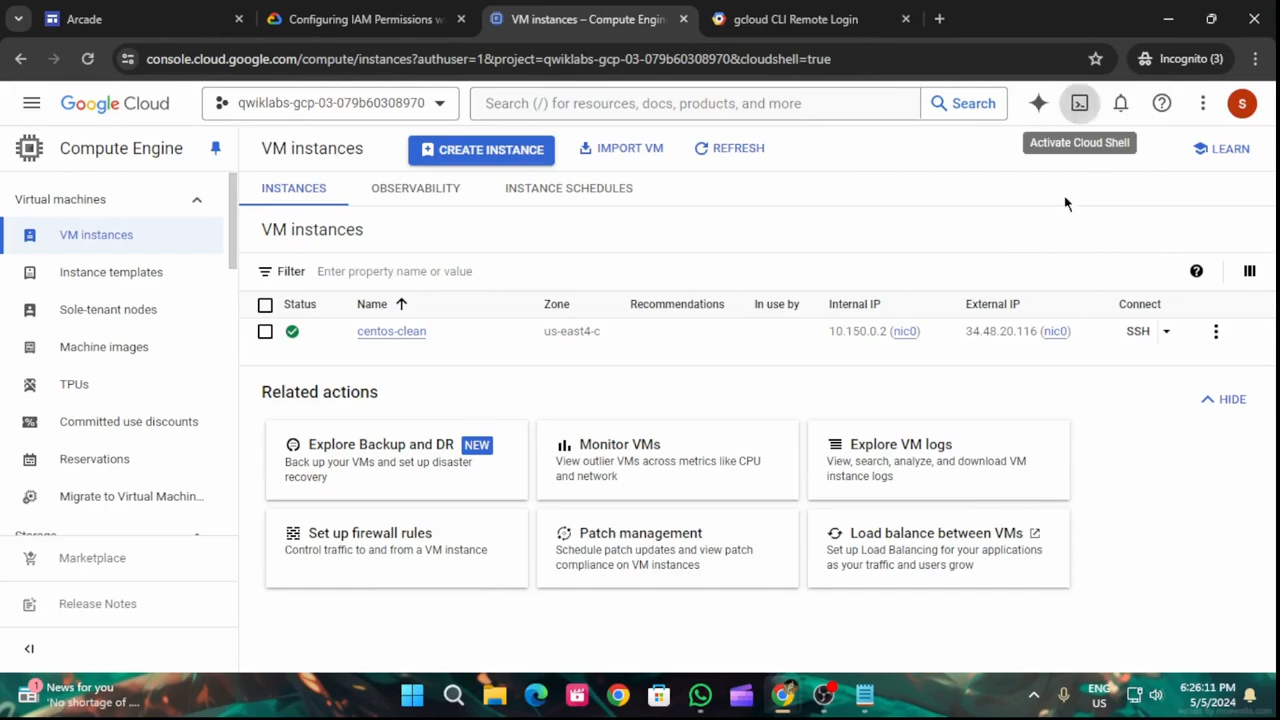 Arcade
Configuring IAM Permissions w
VM instances – Compute Engin
gcloud CLI Remote Login
console.cloud.google.com/compute/instances?authuser=1&project=qwiklabs-gcp-03-079b60308970&cloudshell=true
Incognito (3)
Google Cloud
qwiklabs-gcp-03-079b60308970
Search (/) for resources, docs, products, and more
Search
S
Compute Engine
VM instances
CREATE INSTANCE
IMPORT VM
REFRESH
Activate Cloud Shell
LEARN
Virtual machines
INSTANCES
OBSERVABILITY
INSTANCE SCHEDULES
VM instances
Instance templates
Sole-tenant nodes
Machine images
TPUs
Committed use discounts
Reservations
Migrate to Virtual Machin...
Storage
Marketplace
Release Notes
VM instances
Filter Enter property name or value
Status Name Zone Recommendations In use by Internal IP External IP Connect
centos-clean us-east4-c 10.150.0.2 (nic0) 34.48.20.116 (nic0) SSH
Related actions
HIDE
Explore Backup and DR NEW
Back up your VMs and set up disaster
recovery
Monitor VMs
View outlier VMs across metrics like CPU
and network
Explore VM logs
View, search, analyze, and download VM
instance logs
Set up firewall rules
Control traffic to and from a VM instance
Patch management
Schedule patch updates and view patch
compliance on VM instances
Load balance between VMs
Set up Load Balancing for your applications
as your traffic and users grow
1
News for you
'No shortage of ....
ENG
US
6:26:11 PM
5/5/2024